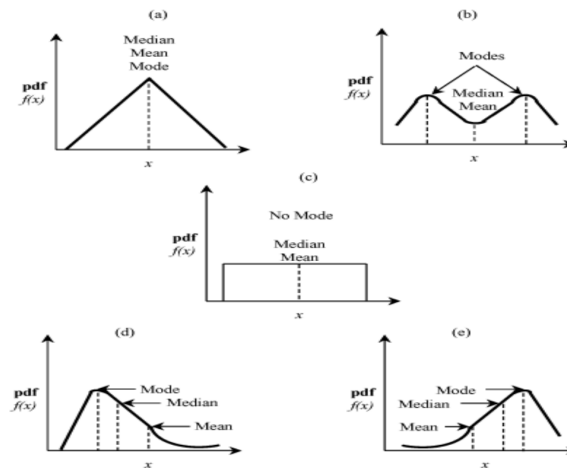 (a)
Median
Mean
Mode
pdf
f(x)
x
(b)
Modes
Median
Mean
pdf
f(x)
x
(c)
No Mode
Median
Mean
pdf
f(x)
x
(d)
Mode
Median
Mean
pdf
f(x)
x
(e)
Mode
Median
Mean
pdf
f(x)
x